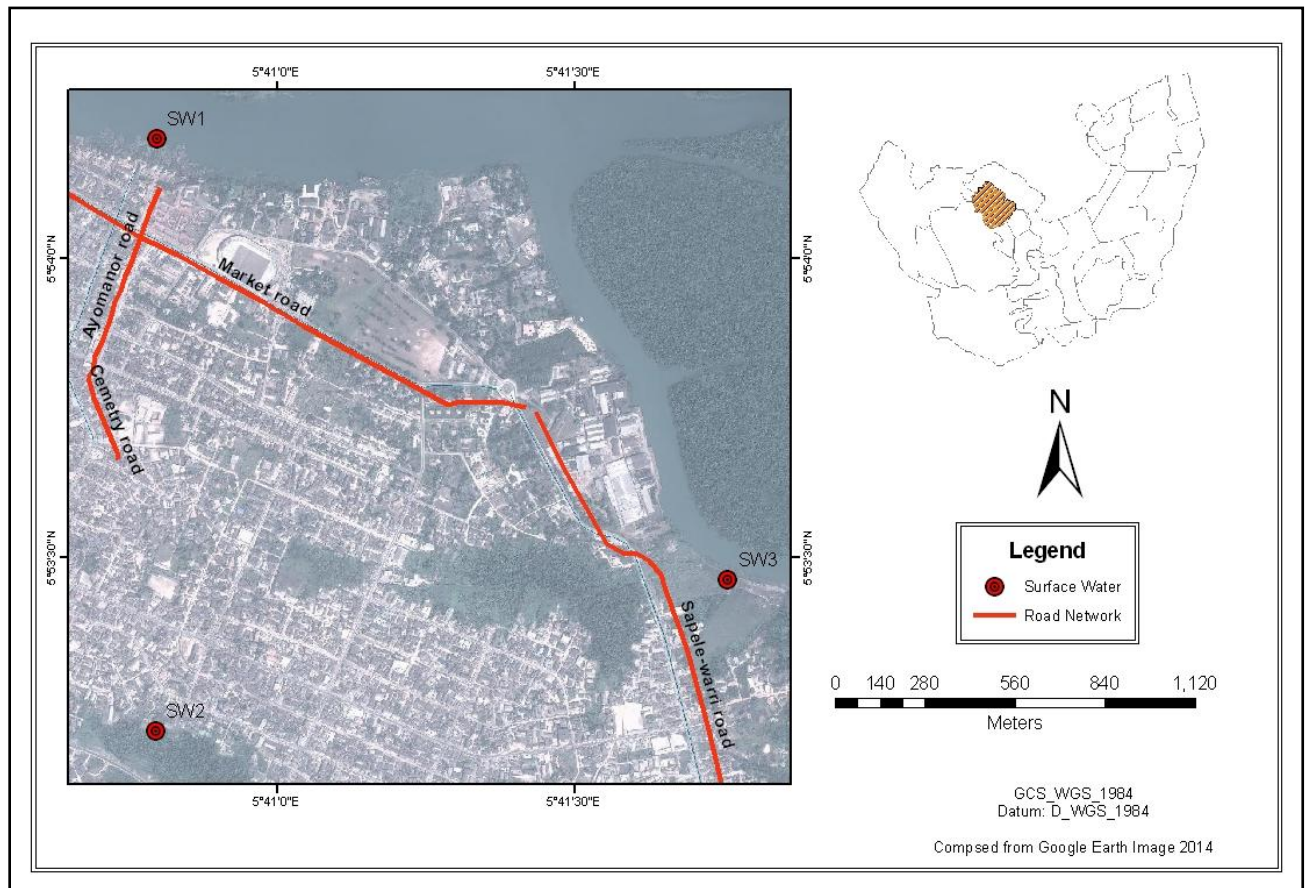 5°41'0"E 5°41'30"E
SW1
5°54'0"N 5°54'0"N
Ayomanor road
Market road
Cemetry road
5°53'30"N 5°53'30"N
SW3
Sapele-warri road
SW2
5°41'0"E 5°41'30"E
N
Legend
Surface Water
Road Network
0 140 280 560 840 1,120
Meters
GCS_WGS_1984
Datum: D_WGS_1984
Compsed from Google Earth Image 2014